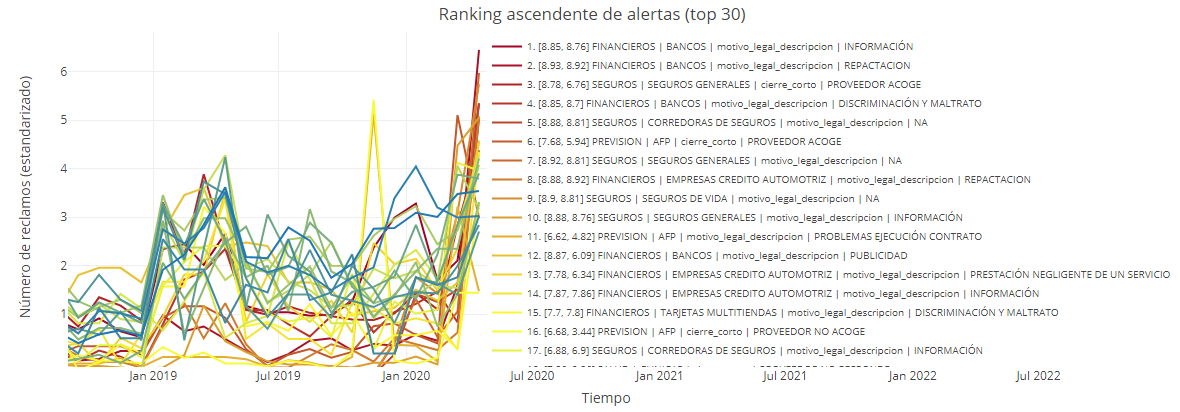 Ranking ascendente de alertas (top 30)
Número de reclamos (estandarizado)
6
5
4
3
2
1
1. [8.85, 8.76] FINANCIEROS | BANCOS | motivo_legal_descripcion | INFORMACIÓN
2. [8.93, 8.92] FINANCIEROS | BANCOS | motivo_legal_descripcion | REPACTACION
3. [8.78, 6.76] SEGUROS | SEGUROS GENERALES | cierre_corto | PROVEEDOR ACOGE
4. [8.85, 8.7] FINANCIEROS | BANCOS | motivo_legal_descripcion | DISCRIMINACIÓN Y MALTRATO
5. [8.88, 8.81] SEGUROS | CORREDORAS DE SEGUROS | motivo_legal_descripcion | NA
6. [7.68, 5.94] PREVISION | AFP | cierre_corto | PROVEEDOR ACOGE
7. [8.92, 8.81] SEGUROS | SEGUROS GENERALES | motivo_legal_descripcion | NA
8. [8.88, 8.92] FINANCIEROS | EMPRESAS CREDITO AUTOMOTRIZ | motivo_legal_descripcion | REPACTACION
9. [8.9, 8.81] SEGUROS | SEGUROS DE VIDA | motivo_legal_descripcion | NA
10. [8.88, 8.76] SEGUROS | SEGUROS GENERALES | motivo_legal_descripcion | INFORMACIÓN
11. [6.62, 4.82] PREVISION | AFP | motivo_legal_descripcion | PROBLEMAS EJECUCIÓN CONTRATO
12. [8.87, 6.09] FINANCIEROS | BANCOS | motivo_legal_descripcion | PUBLICIDAD
13. [7.78, 6.34] FINANCIEROS | EMPRESAS CREDITO AUTOMOTRIZ | motivo_legal_descripcion | PRESTACIÓN NEGLIGENTE DE UN SERVICIO
14. [7.87, 7.86] FINANCIEROS | EMPRESAS CREDITO AUTOMOTRIZ | motivo_legal_descripcion | INFORMACIÓN
15. [7.7, 7.8] FINANCIEROS | TARJETAS MULTITIENDAS | motivo_legal_descripcion | DISCRIMINACIÓN Y MALTRATO
16. [6.68, 3.44] PREVISION | AFP | cierre_corto | PROVEEDOR NO ACOGE
17. [6.88, 6.9] SEGUROS | CORREDORAS DE SEGUROS | motivo_legal_descripcion | INFORMACIÓN
Jan 2019
Jul 2019
Jan 2020
Jul 2020
Jan 2021
Jul 2021
Jan 2022
Jul 2022
Tiempo